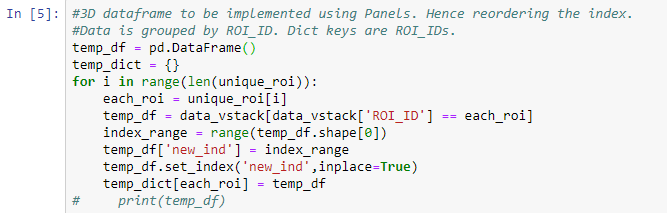 In [5]: #3D dataframe to be implemented using Panels. Hence reordering the index.
#Data is grouped by ROI_ID. Dict keys are ROI_IDs.
temp_df = pd.DataFrame()
temp_dict = {}
for i in range(len(unique_roi)):
    each_roi = unique_roi[i]
    temp_df = data_vstack[data_vstack['ROI_ID'] == each_roi]
    index_range = range(temp_df.shape[0])
    temp_df['new_ind'] = index_range
    temp_df.set_index('new_ind',inplace=True)
    temp_dict[each_roi] = temp_df
#     print(temp_df)